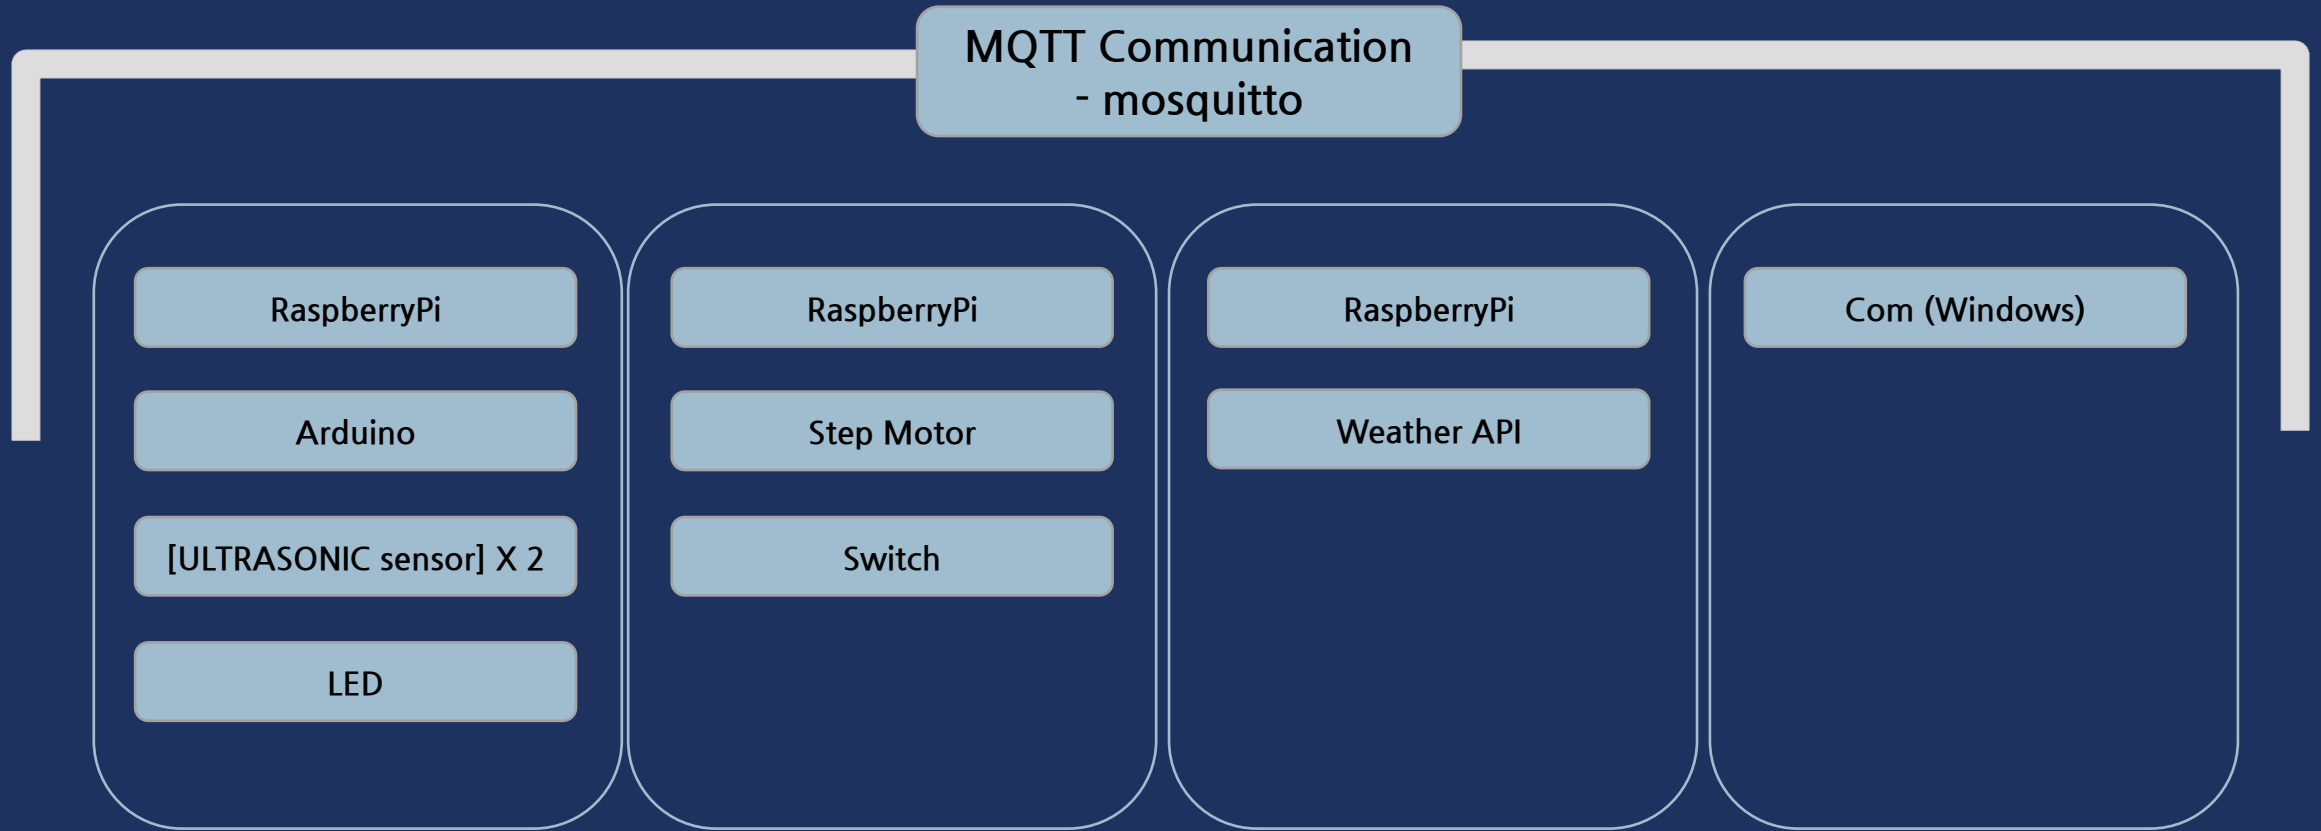 MQTT Communication
- mosquitto
RaspberryPi
Arduino
[ULTRASONIC sensor] X 2
LED
RaspberryPi
Step Motor
Switch
RaspberryPi
Weather API
Com (Windows)